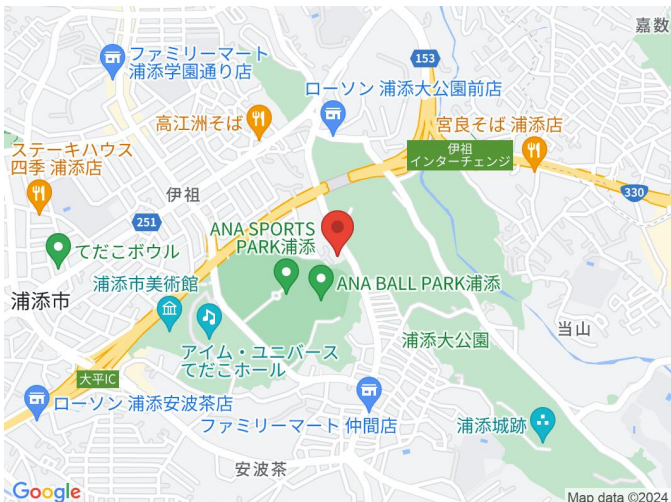 嘉数
ファミリーマート
浦添学園通り店
153
ローソン 浦添大公園前店
高江洲そば
宮良そば 浦添店
伊祖
インターチェンジ
ステーキハウス
四季 浦添店
伊祖
330
251
ANA SPORTS
PARK浦添
てだこボウル
ANA BALL PARK浦添
浦添市美術館
浦添市
当山
浦添大公園
アイム・ユニバース
てだこホール
大平IC
ローソン 浦添安波茶店
ファミリーマート 仲間店
浦添城跡
安波茶
Google
Map data ©2024